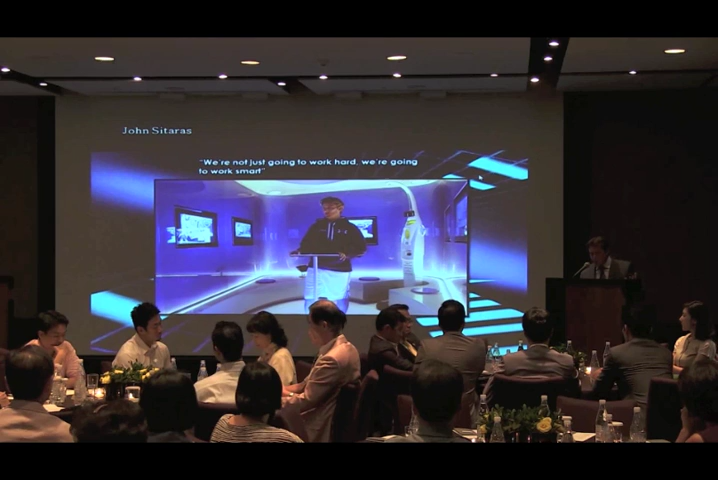 John Sitaras
"We're not just going to work hard, we're going
to work smart"